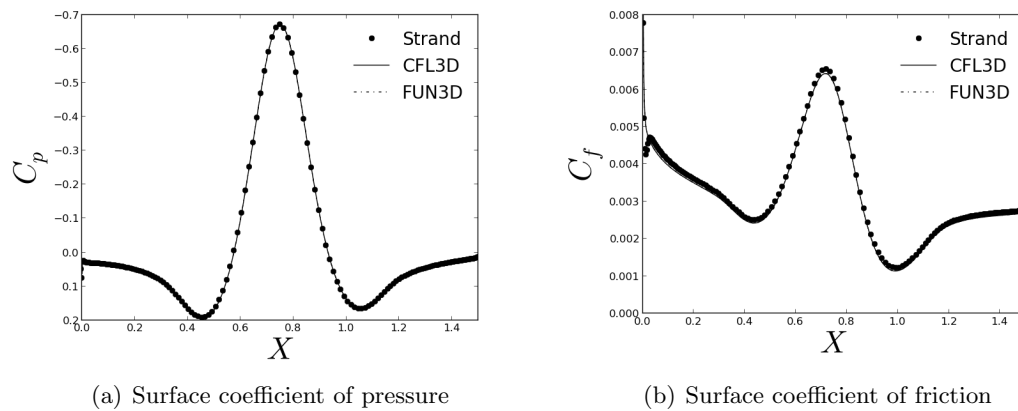 -0.7
-0.6
-0.5
-0.4
-0.3
-0.2
-0.1
0.0
0.1
0.2
C_p
0.0 0.2 0.4 0.6 0.8 1.0 1.2 1.4
X
Strand
CFL3D
FUN3D
(a) Surface coefficient of pressure
0.008
0.007
0.006
0.005
0.004
0.003
0.002
0.001
0.000
C_f
0.0 0.2 0.4 0.6 0.8 1.0 1.2 1.4
X
Strand
CFL3D
FUN3D
(b) Surface coefficient of friction